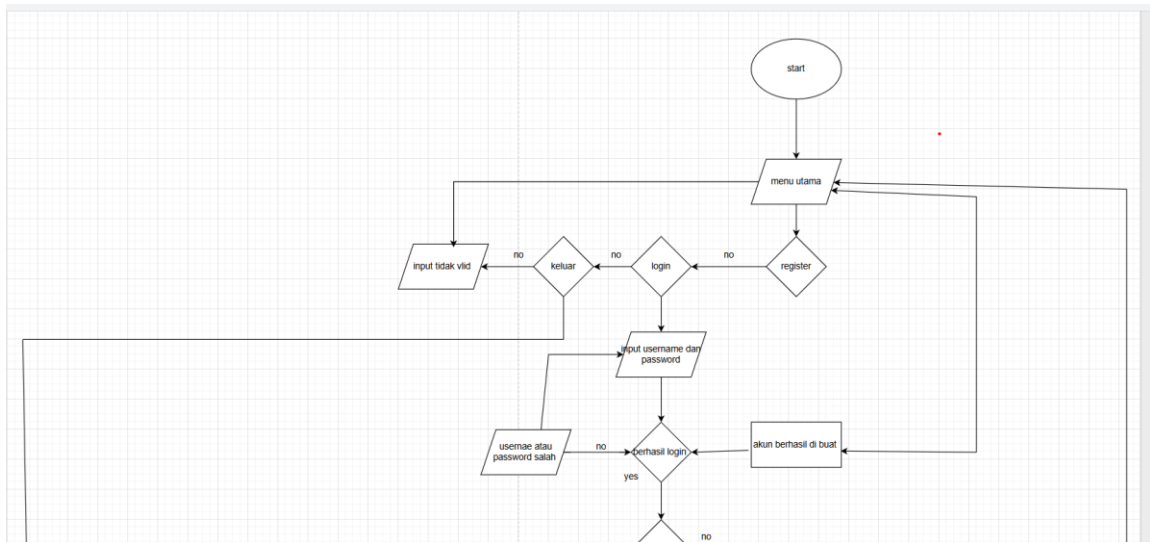 start
menu utama
no
no
no
input tidak vlid
keluar
login
register
input username dan
password
usernae atau
password salah
no
berhasil login
akun berhasil di buat
yes
no